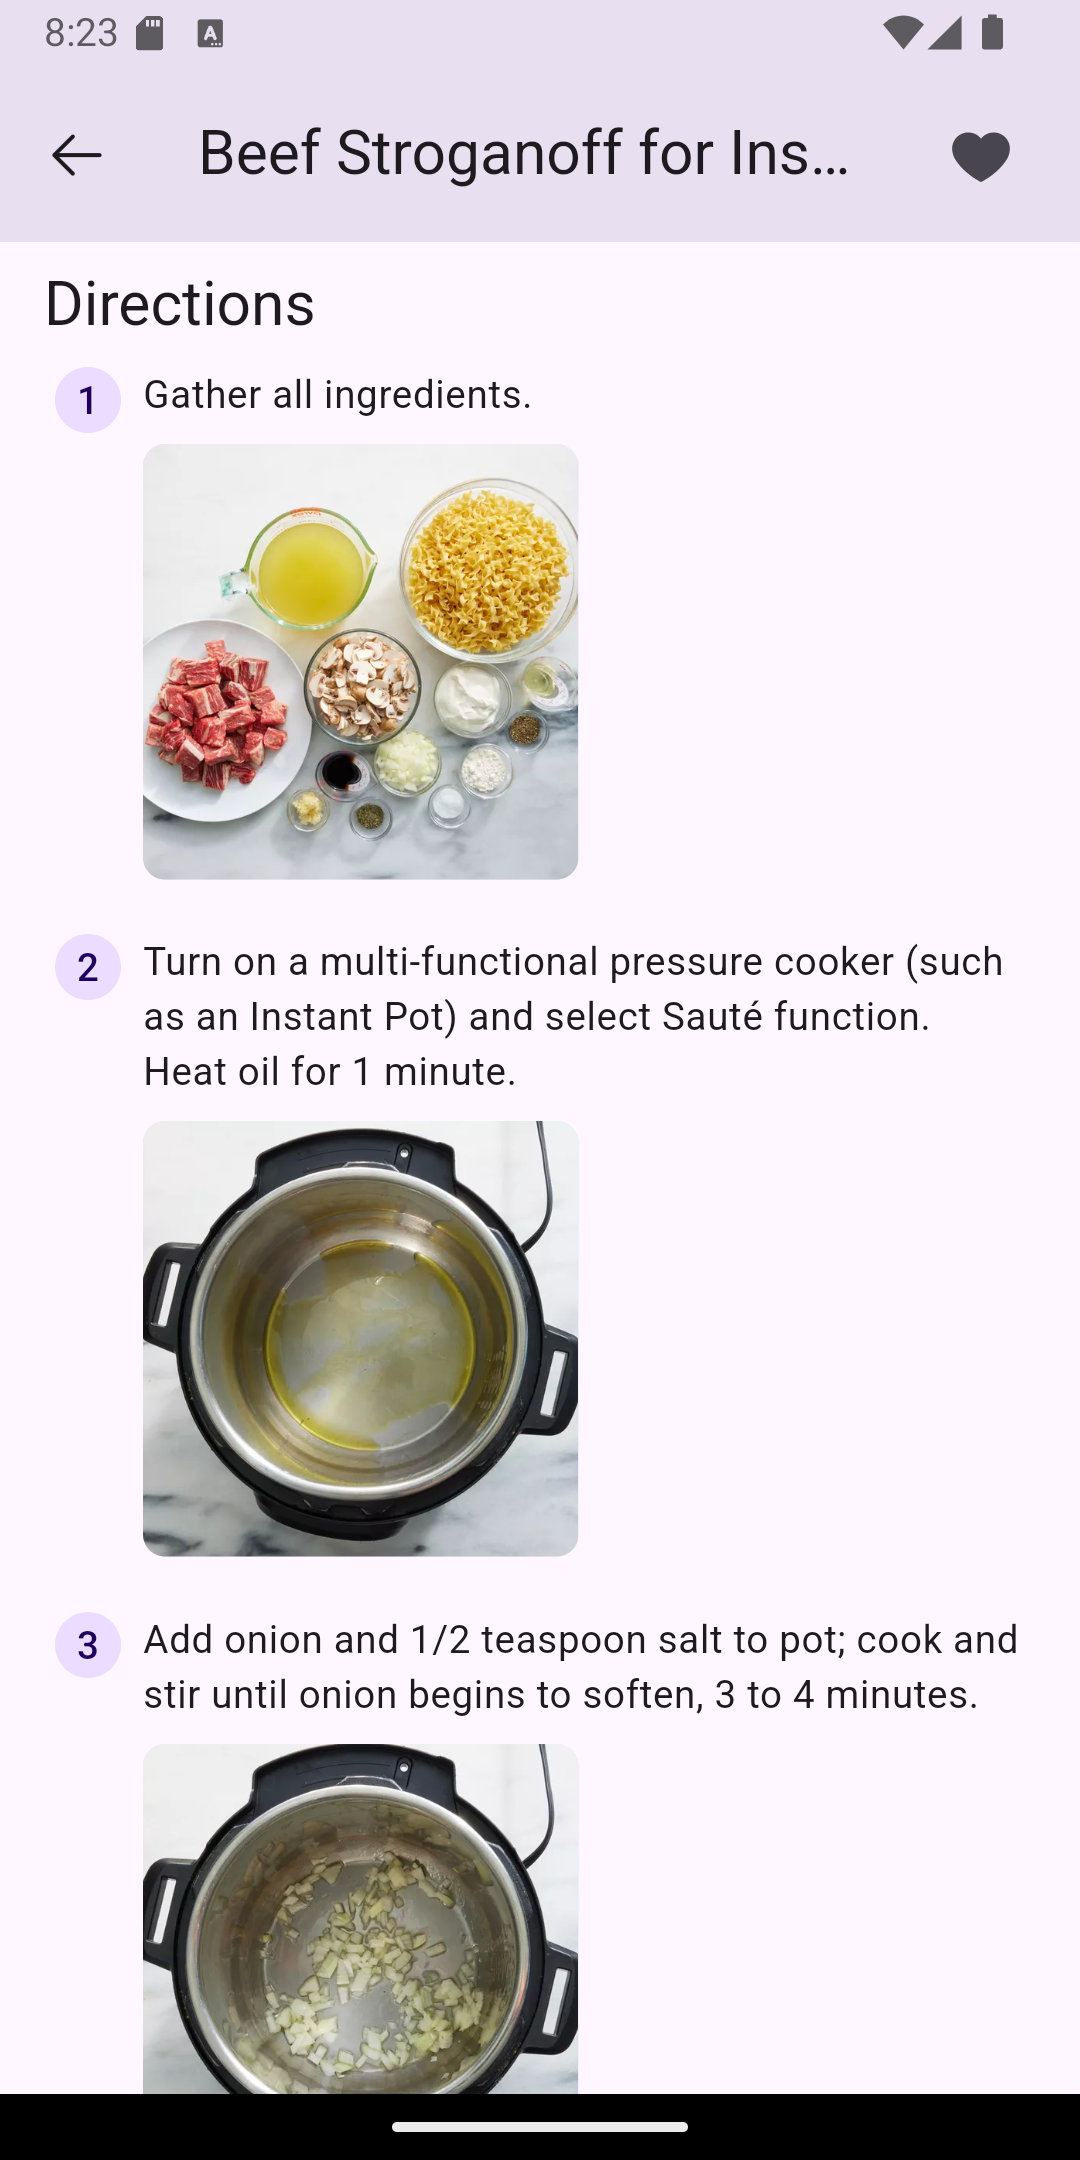 8:23
Beef Stroganoff for Ins...
Directions
1 Gather all ingredients.
2 Turn on a multi-functional pressure cooker (such
as an Instant Pot) and select Sauté function.
Heat oil for 1 minute.
3 Add onion and 1/2 teaspoon salt to pot; cook and
stir until onion begins to soften, 3 to 4 minutes.